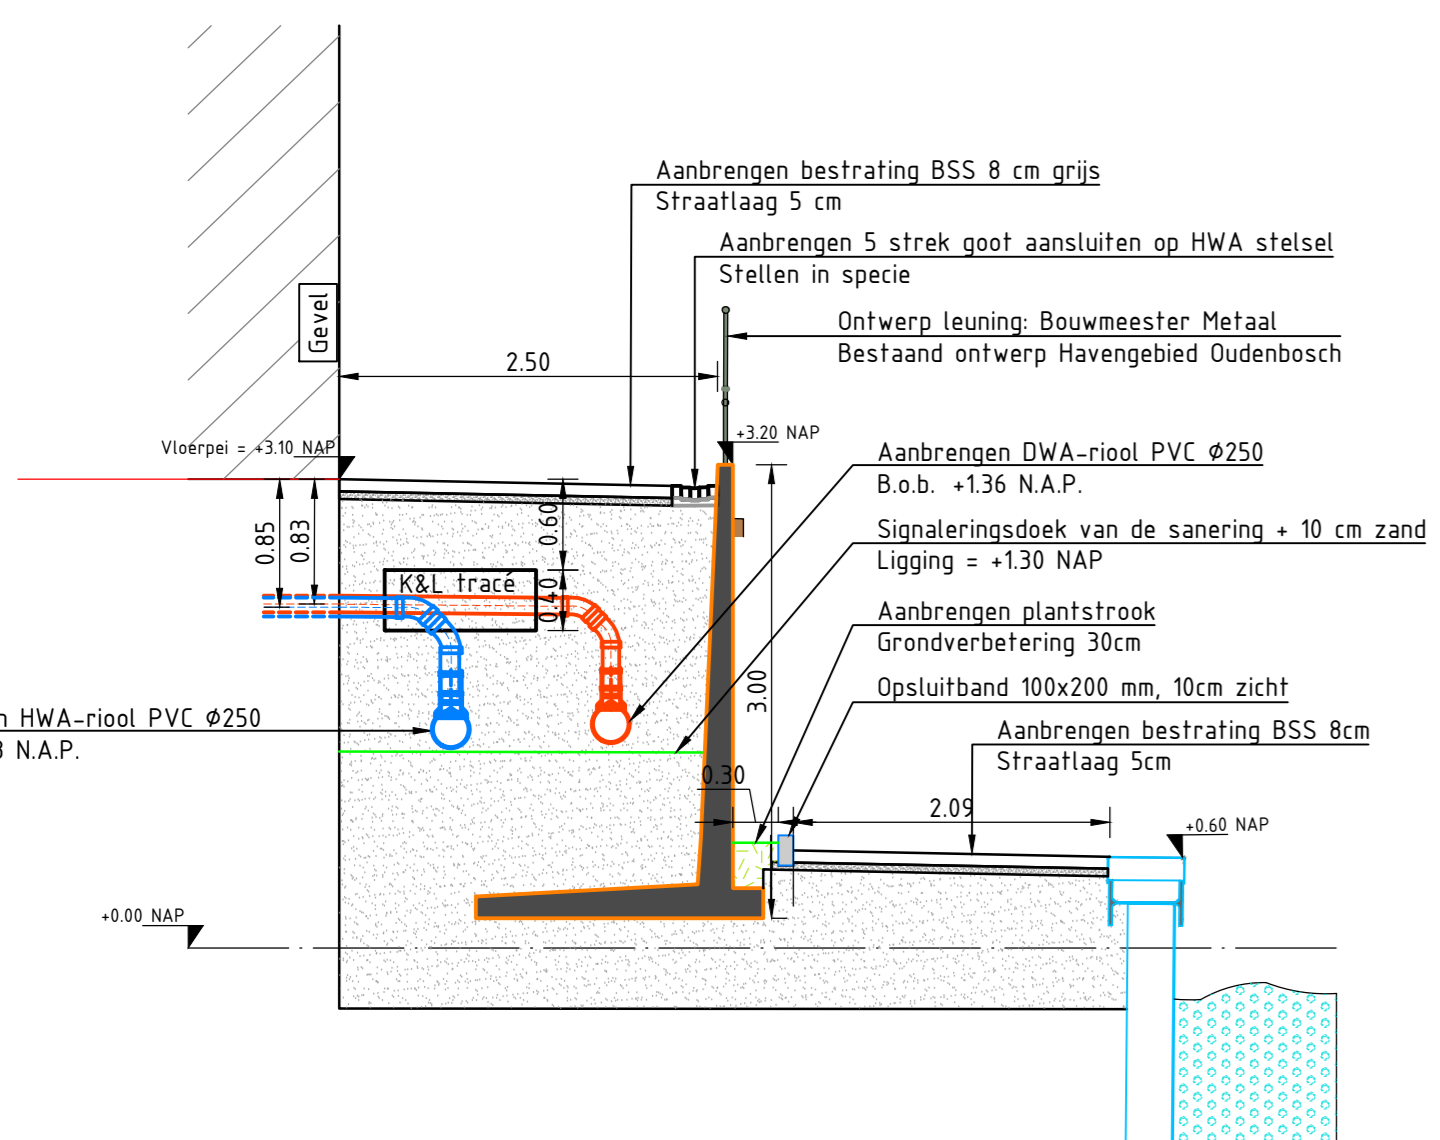 Aanbrengen bestrating BSS 8 cm grijs
Straatlaag 5 cm
Aanbrengen 5 strek goot aansluiten op HWA stelsel
Stellen in specie
Gevel
Ontwerp leuning: Bouwmeester Metaal
Bestaand ontwerp Havengebied Oudenbosch
2.50
+3.20 NAP
Vloerpei = +3.10 NAP
Aanbrengen DWA-riool PVC Ø250
B.o.b. +1.36 N.A.P.
0.85
0.83
0.60
Signaleringsdoek van de sanering + 10 cm zand
Ligging = +1.30 NAP
K&L tracé
0.40
Aanbrengen plantstrook
Grondverbetering 30cm
3.00
Opsluitband 100x200 mm, 10cm zicht
n HWA-riool PVC Ø250
3 N.A.P.
Aanbrengen bestrating BSS 8cm
Straatlaag 5cm
0.30
2.09
+0.60 NAP
+0.00 NAP